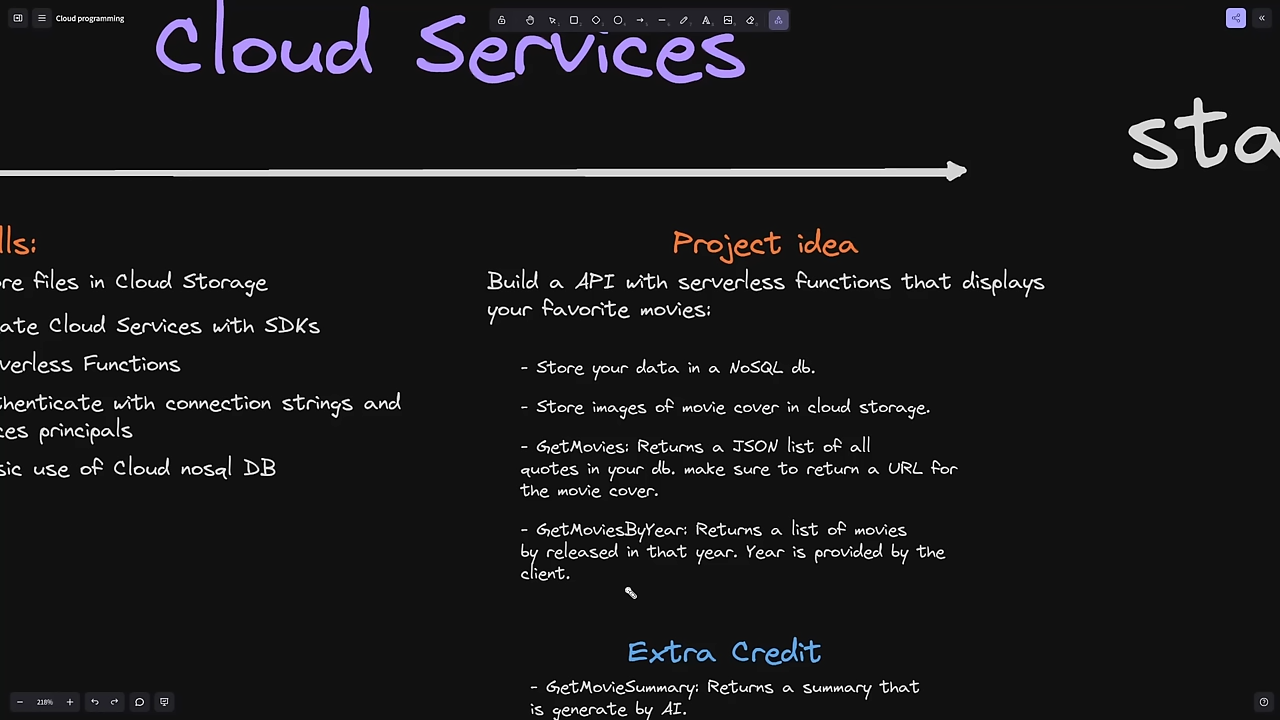 Cloud programming
Cloud Services
sta
lls:
ore files in Cloud Storage
ate Cloud Services with SDKs
verless Functions
thenticate with connection strings and
ces principals
sic use of Cloud nosql DB
Project idea
Build a API with serverless functions that displays
your favorite movies:
- Store your data in a NoSQL db.
- Store images of movie cover in cloud storage.
- GetMovies: Returns a JSON list of all
quotes in your db. make sure to return a URL for
the movie cover.
- GetMoviesByYear: Returns a list of movies
by released in that year. Year is provided by the
client.
Extra Credit
- GetMovieSummary: Returns a summary that
is generate by AI.
218%